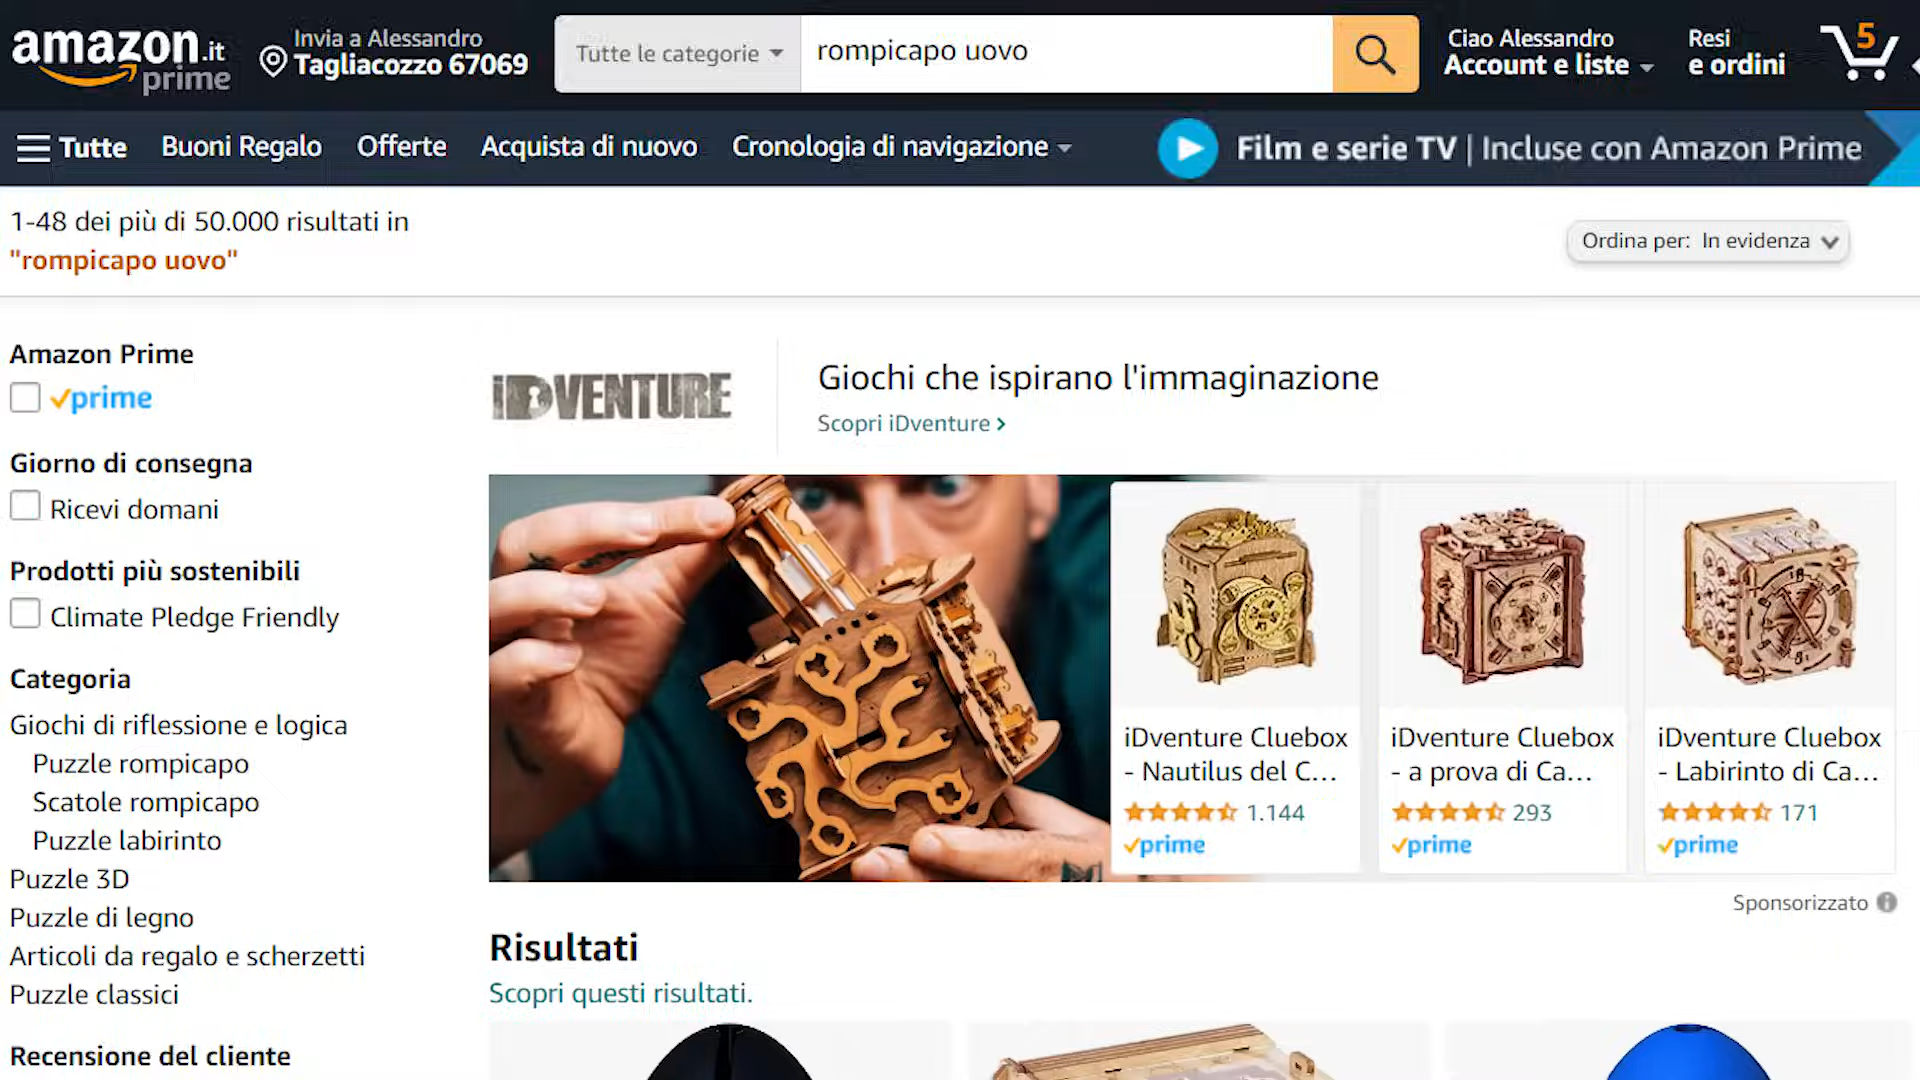 amazon.it
prime
Invia a Alessandro
Tagliacozzo 67069
Tutte le categorie
rompicapo uovo
Ciao Alessandro
Account e liste
Resi
e ordini
5
Tutte
Buoni Regalo
Offerte
Acquista di nuovo
Cronologia di navigazione
Film e serie TV | Incluse con Amazon Prime
1-48 dei più di 50.000 risultati in
"rompicapo uovo"
Ordina per: In evidenza
Amazon Prime
prime
Giorno di consegna
Ricevi domani
Prodotti più sostenibili
Climate Pledge Friendly
Categoria
Giochi di riflessione e logica
Puzzle rompicapo
Scatole rompicapo
Puzzle labirinto
Puzzle 3D
Puzzle di legno
Articoli da regalo e scherzetti
Puzzle classici
Recensione del cliente
iDVENTURE
Giochi che ispirano l'immaginazione
Scopri iDventure
iDventure Cluebox
- Nautilus del C...
1.144
prime
iDventure Cluebox
- a prova di Ca...
293
prime
iDventure Cluebox
- Labirinto di Ca...
171
prime
Sponsorizzato
Risultati
Scopri questi risultati.